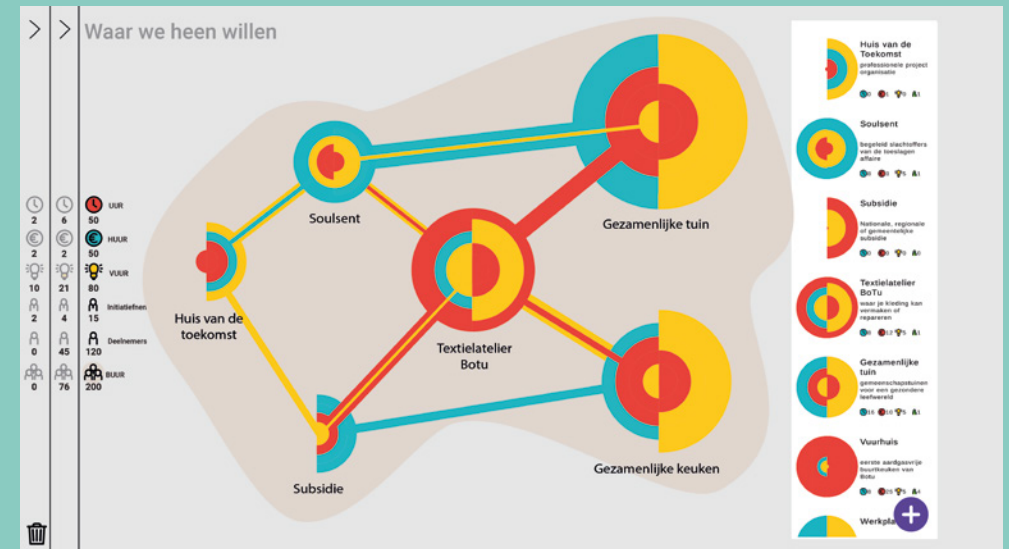 Waar we heen willen
2 6 50 UUR
2 2 50 HUUR
10 21 80 VUUR
2 4 15
0 45 120 Deelnemers
0 76 200 BUUR
Soulsent
Gezamenlijke tuin
Huis van de
toekomst
Textielatelier
Botu
Subsidie
Gezamenlijke keuken
Huis van de
Toekomst
professionele project
organisatie
Soulsent
begeleid slachtoffers
van de toeslagen
affaire
Subsidie
Nationale, regionale
of gemeentelijke
subsidie
Textielatelier
BoTu
waar je kleding kan
vermaken of
repareren
Gezamenlijke
tuin
gemeenschapstuinen
voor een gezondere
leefwereld
Vuurhuis
eerste aardgasvrije
buurtkeuken van
Botu